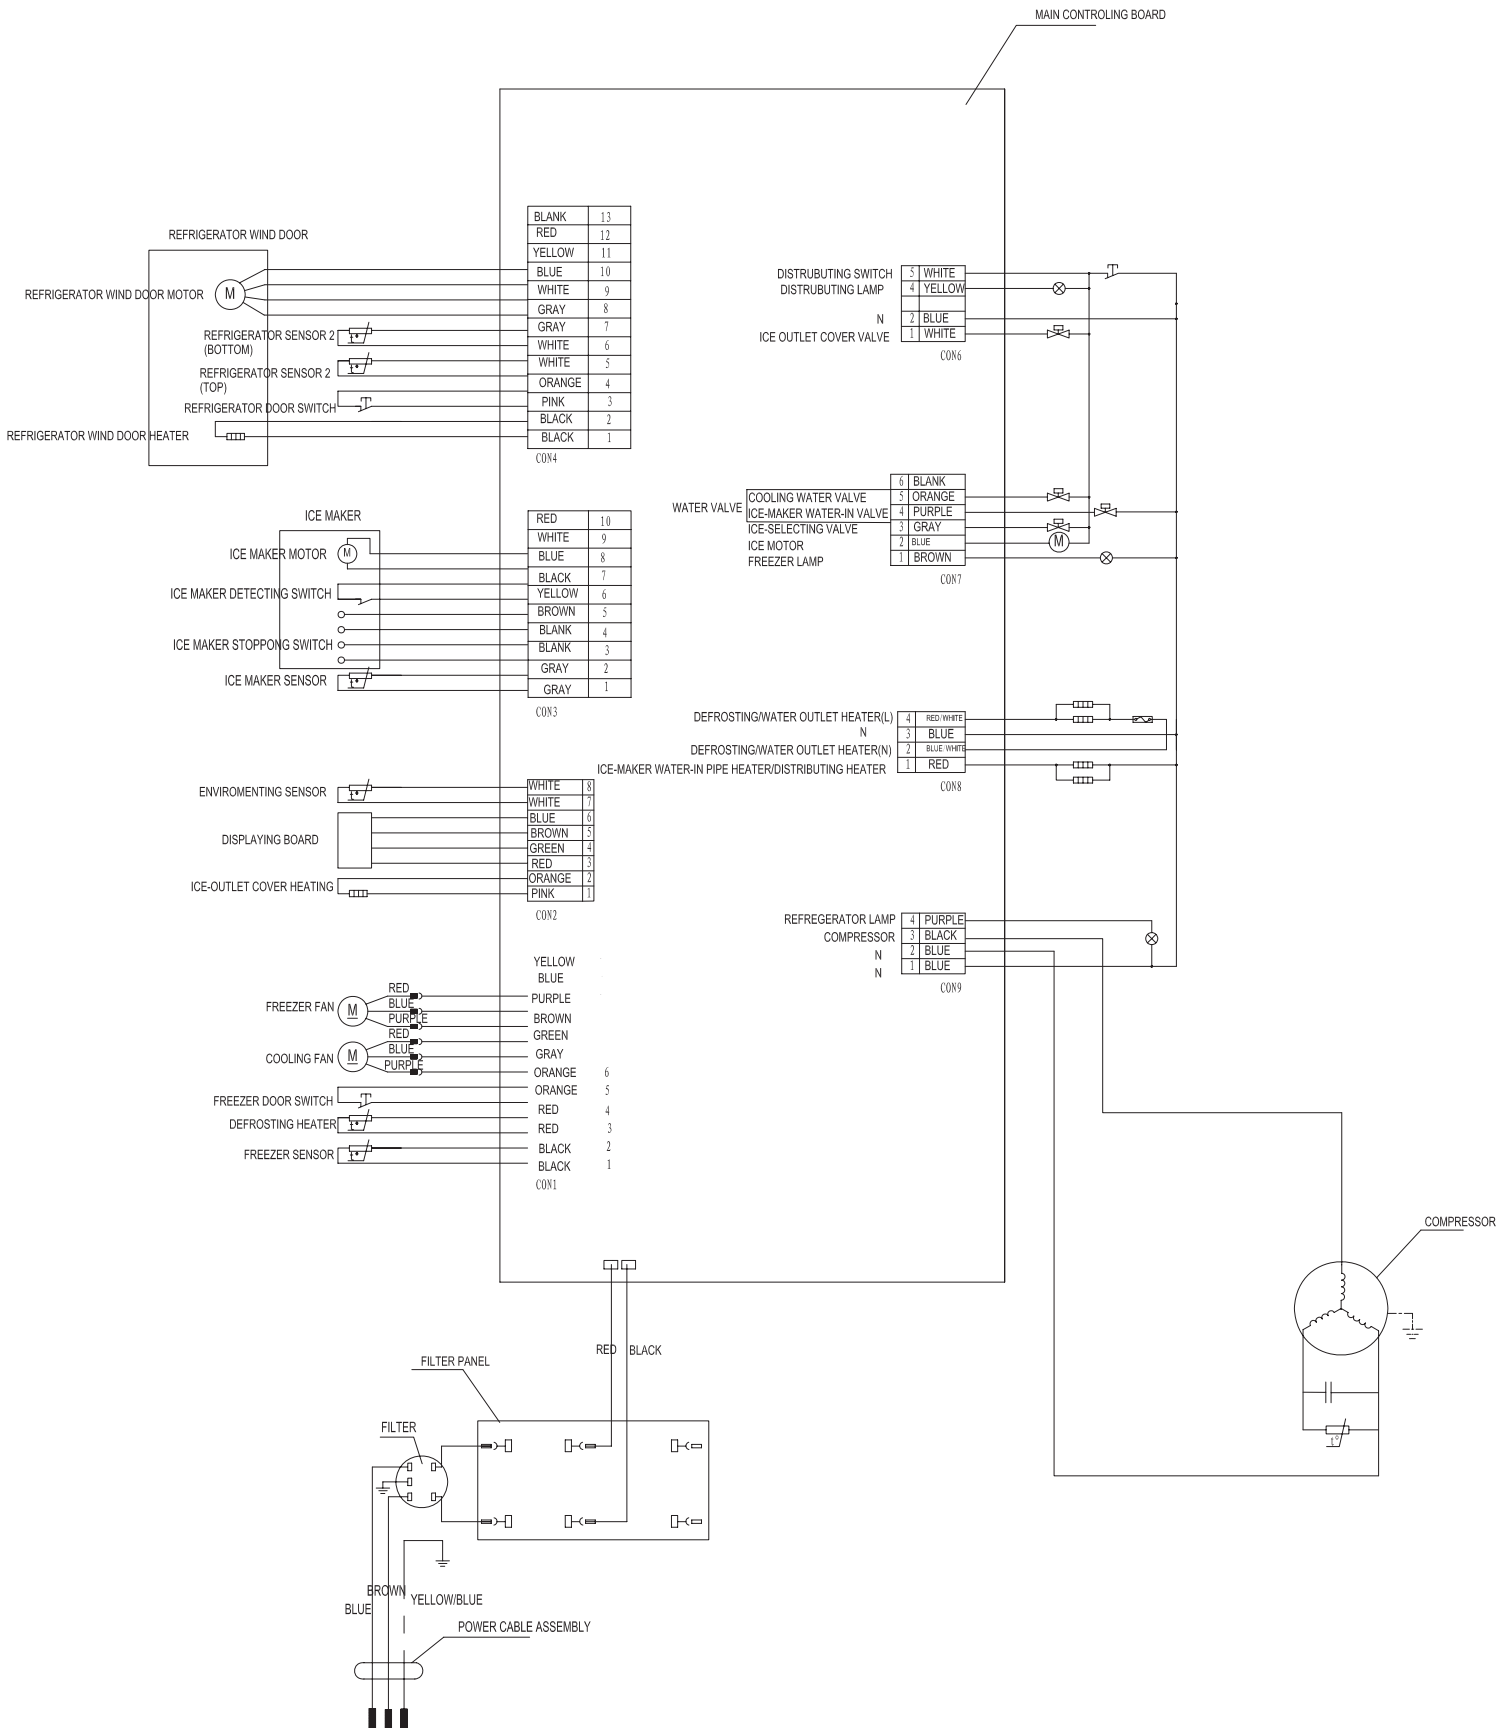 MAIN CONTROLING BOARD
REFRIGERATOR WIND DOOR
REFRIGERATOR WIND DOOR MOTOR
M
REFRIGERATOR SENSOR 2
(BOTTOM)
t°
REFRIGERATOR SENSOR 2
(TOP)
t°
REFRIGERATOR DOOR SWITCH
REFRIGERATOR WIND DOOR HEATER
BLANK 13
RED 12
YELLOW 11
BLUE 10
WHITE 9
GRAY 8
GRAY 7
WHITE 6
WHITE 5
ORANGE 4
PINK 3
BLACK 2
BLACK 1
CON4
DISTRUBUTING SWITCH 5 WHITE
DISTRUBUTING LAMP 4 YELLOW
N 2 BLUE
ICE OUTLET COVER VALVE 1 WHITE
CON6
ICE MAKER
ICE MAKER MOTOR
M
ICE MAKER DETECTING SWITCH
ICE MAKER STOPPONG SWITCH
ICE MAKER SENSOR
t°
RED 10
WHITE 9
BLUE 8
BLACK 7
YELLOW 6
BROWN 5
BLANK 4
BLANK 3
GRAY 2
GRAY 1
CON3
WATER VALVE
6 BLANK
COOLING WATER VALVE 5 ORANGE
ICE-MAKER WATER-IN VALVE 4 PURPLE
ICE-SELECTING VALVE 3 GRAY
ICE MOTOR 2 BLUE
M
FREEZER LAMP 1 BROWN
CON7
DEFROSTING/WATER OUTLET HEATER(L) 4 RED/WHITE
N 3 BLUE
DEFROSTING/WATER OUTLET HEATER(N) 2 BLUE/WHITE
ICE-MAKER WATER-IN PIPE HEATER/DISTRIBUTING HEATER 1 RED
CON8
ENVIROMENTING SENSOR
t°
DISPLAYING BOARD
ICE-OUTLET COVER HEATING
WHITE 8
WHITE 7
BLUE 6
BROWN 5
GREEN 4
RED 3
ORANGE 2
PINK 1
CON2
REFREGERATOR LAMP 4 PURPLE
COMPRESSOR 3 BLACK
N 2 BLUE
N 1 BLUE
CON9
FREEZER FAN
M
RED
BLUE
PURPLE
COOLING FAN
M
RED
BLUE
PURPLE
FREEZER DOOR SWITCH
DEFROSTING HEATER
t°
FREEZER SENSOR
t°
YELLOW
BLUE
PURPLE
BROWN
GREEN
GRAY
ORANGE 6
ORANGE 5
RED 4
RED 3
BLACK 2
BLACK 1
CON1
COMPRESSOR
t°
RED BLACK
FILTER PANEL
FILTER
BROWN
BLUE
YELLOW/BLUE
POWER CABLE ASSEMBLY